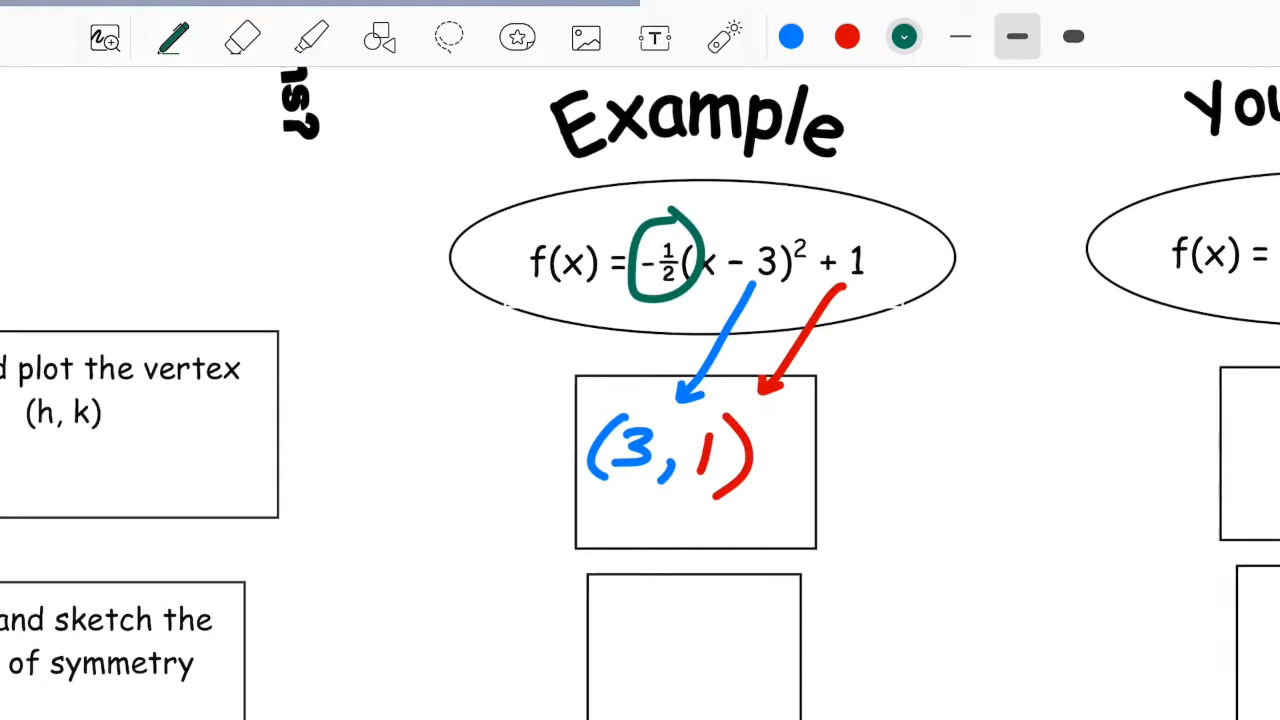 ns?
Example
You
f(x) = -½(x - 3)² + 1
f(x) =
d plot the vertex
(h, k)
(3, 1)
and sketch the
of symmetry
T